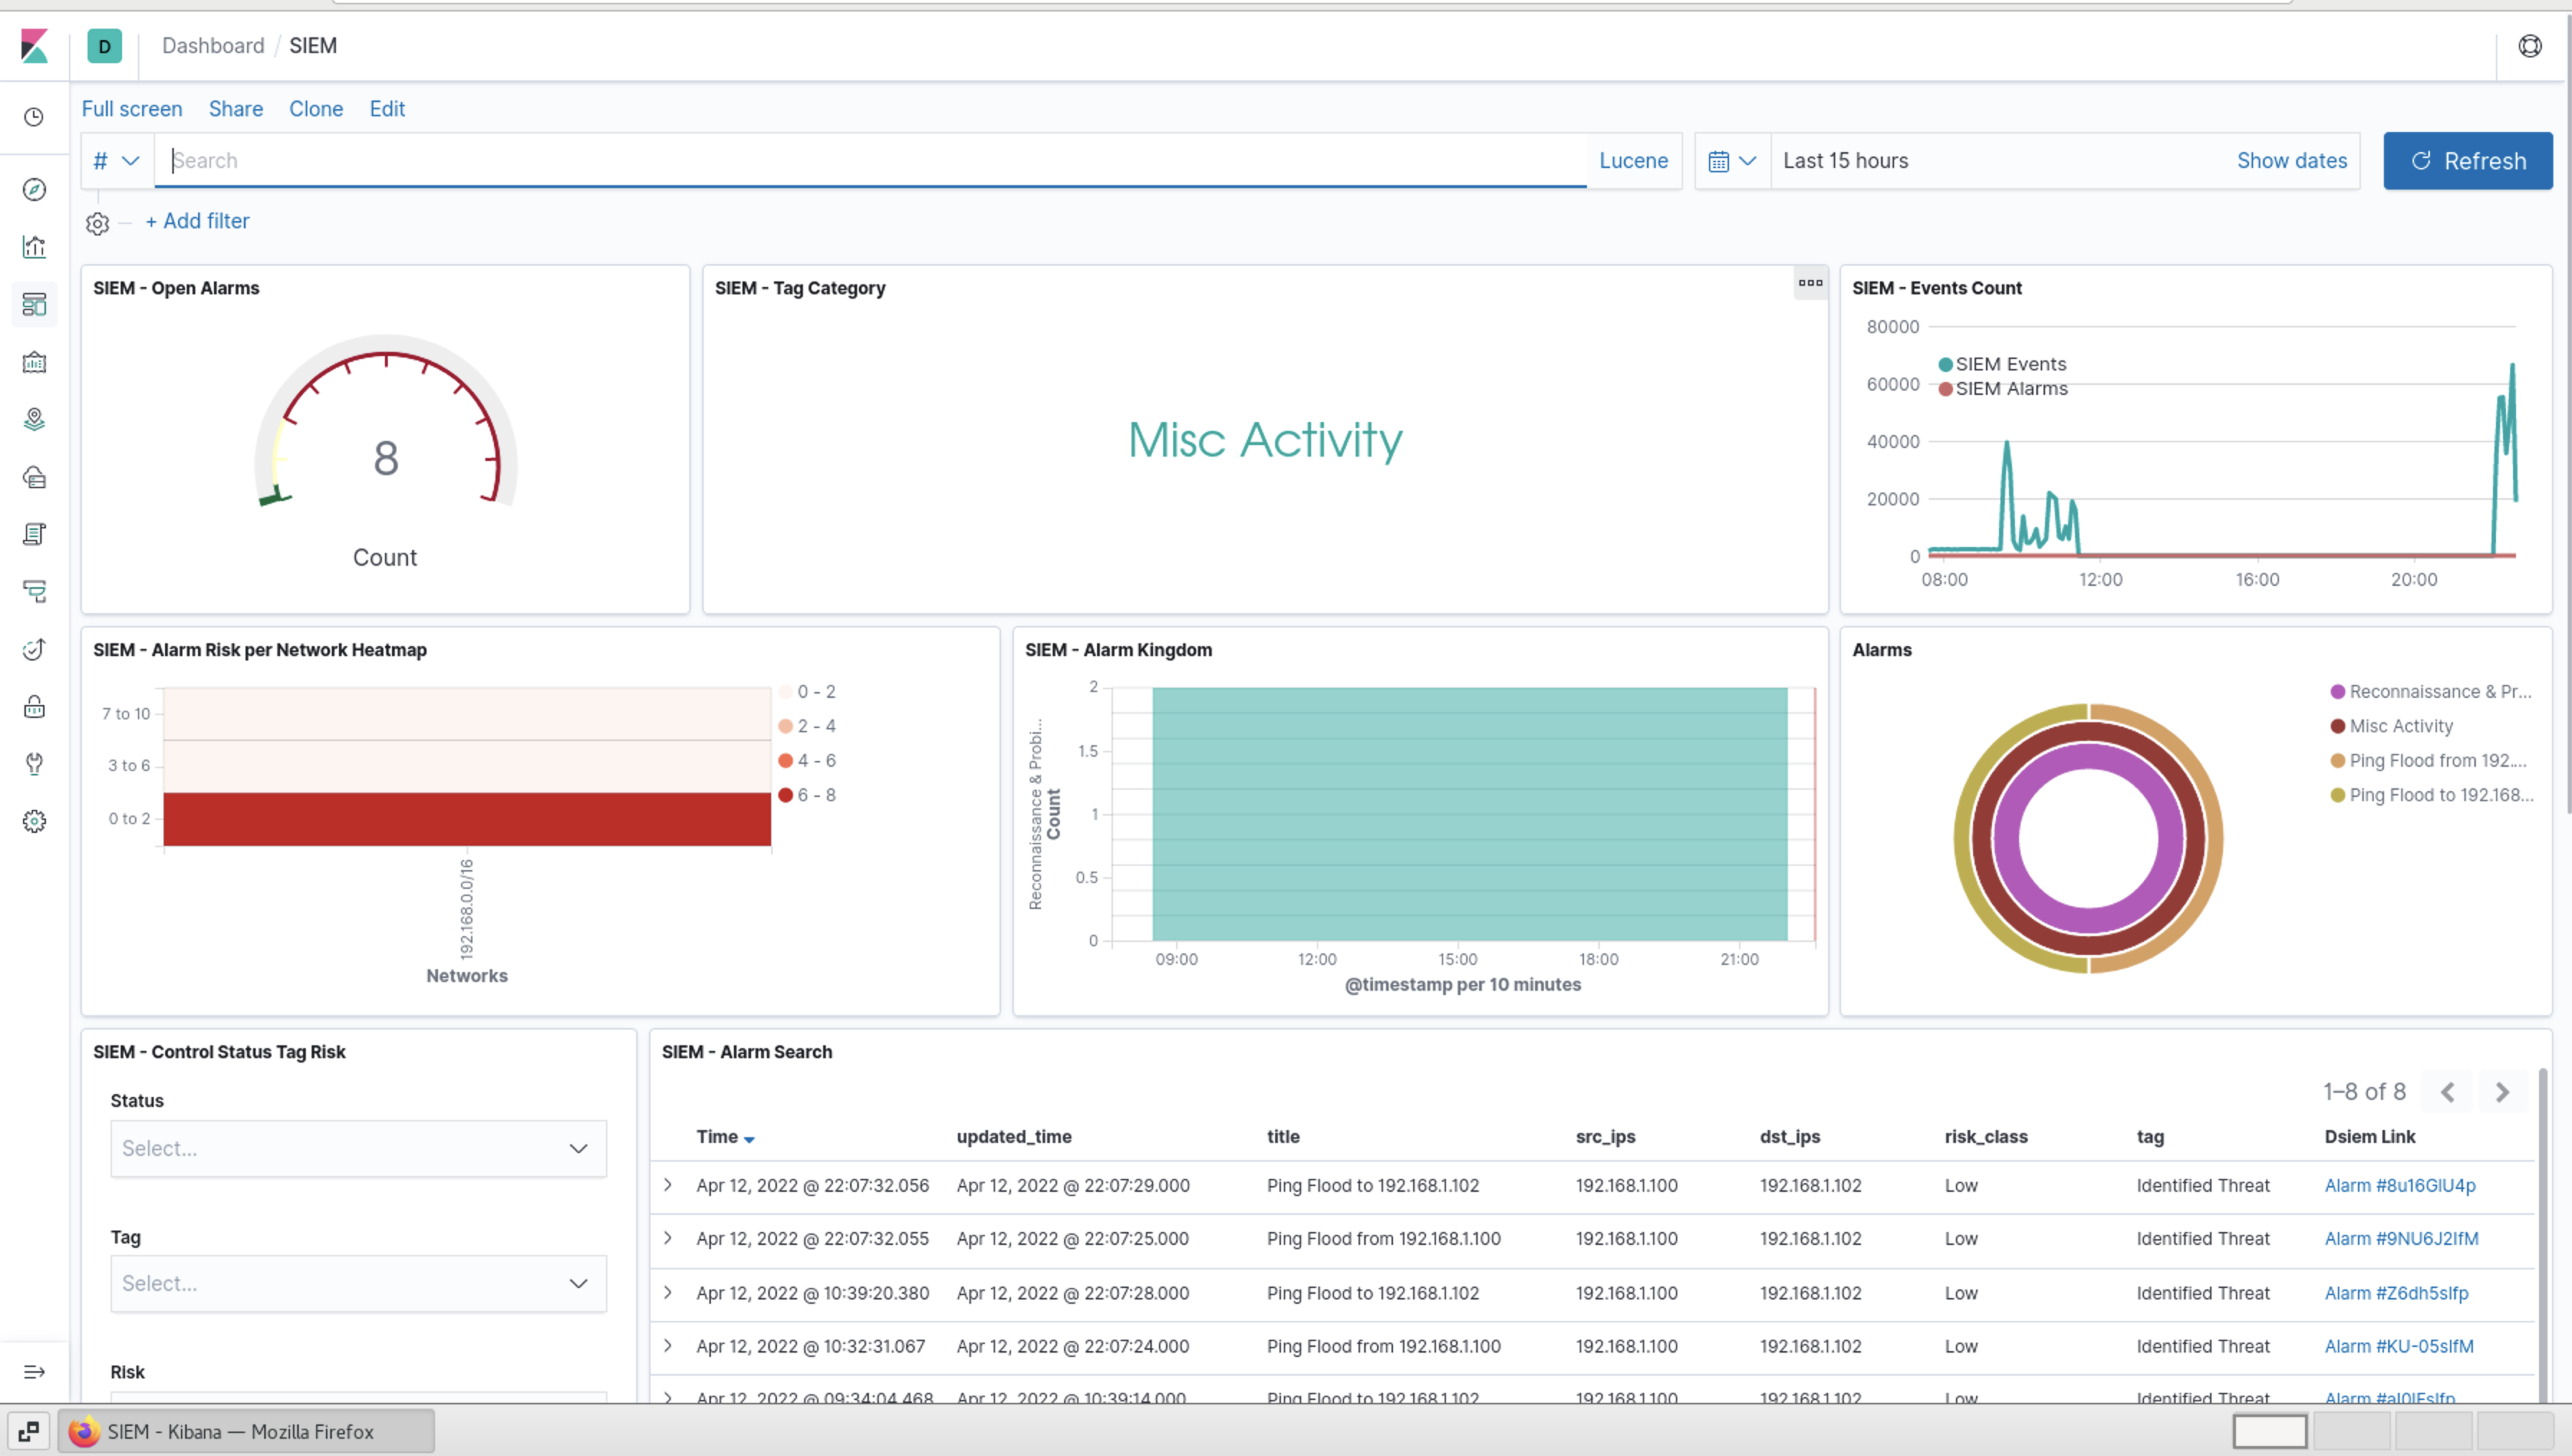 D Dashboard / SIEM
Full screen Share Clone Edit
# Search Lucene Last 15 hours Show dates Refresh
+ Add filter
SIEM - Open Alarms
8
Count
SIEM - Tag Category
Misc Activity
SIEM - Events Count
80000
60000
40000
20000
0
SIEM Events
SIEM Alarms
08:00 12:00 16:00 20:00
SIEM - Alarm Risk per Network Heatmap
7 to 10
3 to 6
0 to 2
0 - 2
2 - 4
4 - 6
6 - 8
192.168.0.0/16
Networks
SIEM - Alarm Kingdom
Reconnaissance & Probi...
Count
2
1.5
1
0.5
0
09:00 12:00 15:00 18:00 21:00
@timestamp per 10 minutes
Alarms
Reconnaissance & Pr...
Misc Activity
Ping Flood from 192....
Ping Flood to 192.168...
SIEM - Control Status Tag Risk
Status
Select...
Tag
Select...
Risk
SIEM - Alarm Search
1–8 of 8
Time updated_time title src_ips dst_ips risk_class tag Dsiem Link
Apr 12, 2022 @ 22:07:32.056 Apr 12, 2022 @ 22:07:29.000 Ping Flood to 192.168.1.102 192.168.1.100 192.168.1.102 Low Identified Threat Alarm #8u16GIU4p
Apr 12, 2022 @ 22:07:32.055 Apr 12, 2022 @ 22:07:25.000 Ping Flood from 192.168.1.100 192.168.1.100 192.168.1.102 Low Identified Threat Alarm #9NU6J2IfM
Apr 12, 2022 @ 10:39:20.380 Apr 12, 2022 @ 22:07:28.000 Ping Flood to 192.168.1.102 192.168.1.100 192.168.1.102 Low Identified Threat Alarm #Z6dh5sIfp
Apr 12, 2022 @ 10:32:31.067 Apr 12, 2022 @ 22:07:24.000 Ping Flood from 192.168.1.100 192.168.1.100 192.168.1.102 Low Identified Threat Alarm #KU-05sIfM
Apr 12, 2022 @ 09:34:04.468 Apr 12, 2022 @ 10:39:14.000 Ping Flood to 192.168.1.102 192.168.1.100 192.168.1.102 Low Identified Threat Alarm
SIEM - Kibana — Mozilla Firefox